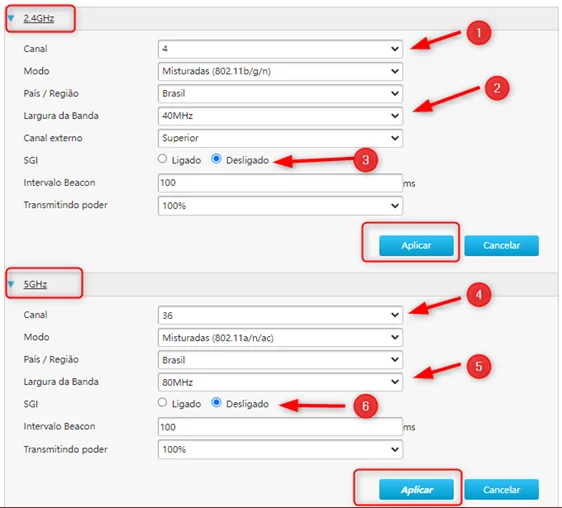 2.4GHz
Canal 4 1
Modo Misturadas (802.11b/g/n)
País / Região Brasil
Largura da Banda 40MHz 2
Canal externo Superior
SGI Ligado Desligado 3
Intervalo Beacon 100 ms
Transmitindo poder 100%
Aplicar Cancelar
5GHz
Canal 36 4
Modo Misturadas (802.11a/n/ac)
País / Região Brasil
Largura da Banda 80MHz 5
SGI Ligado Desligado 6
Intervalo Beacon 100 ms
Transmitindo poder 100%
Aplicar Cancelar